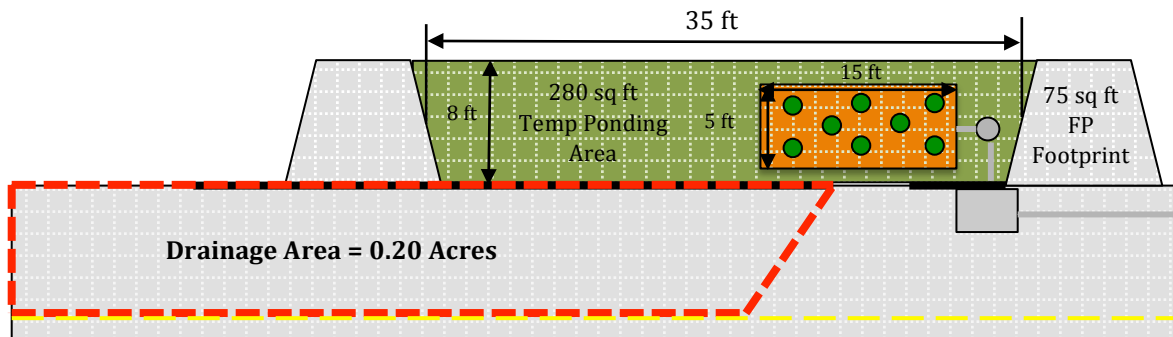 35 ft
8 ft
280 sq ft
Temp Ponding
Area
15 ft
5 ft
75 sq ft
FP
Footprint
Drainage Area = 0.20 Acres